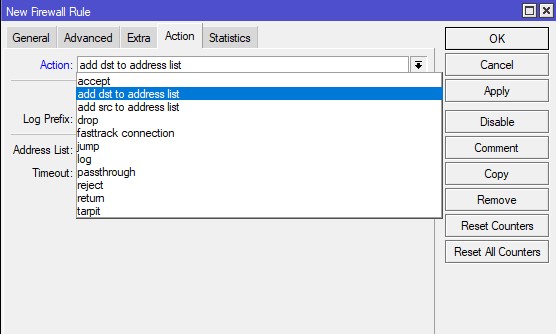 New Firewall Rule
General Advanced Extra Action Statistics
Action: add dst to address list
accept
add dst to address list
add src to address list
drop
fasttrack connection
jump
log
passthrough
reject
return
tarpit
Log Prefix:
Address List:
Timeout:
OK
Cancel
Apply
Disable
Comment
Copy
Remove
Reset Counters
Reset All Counters